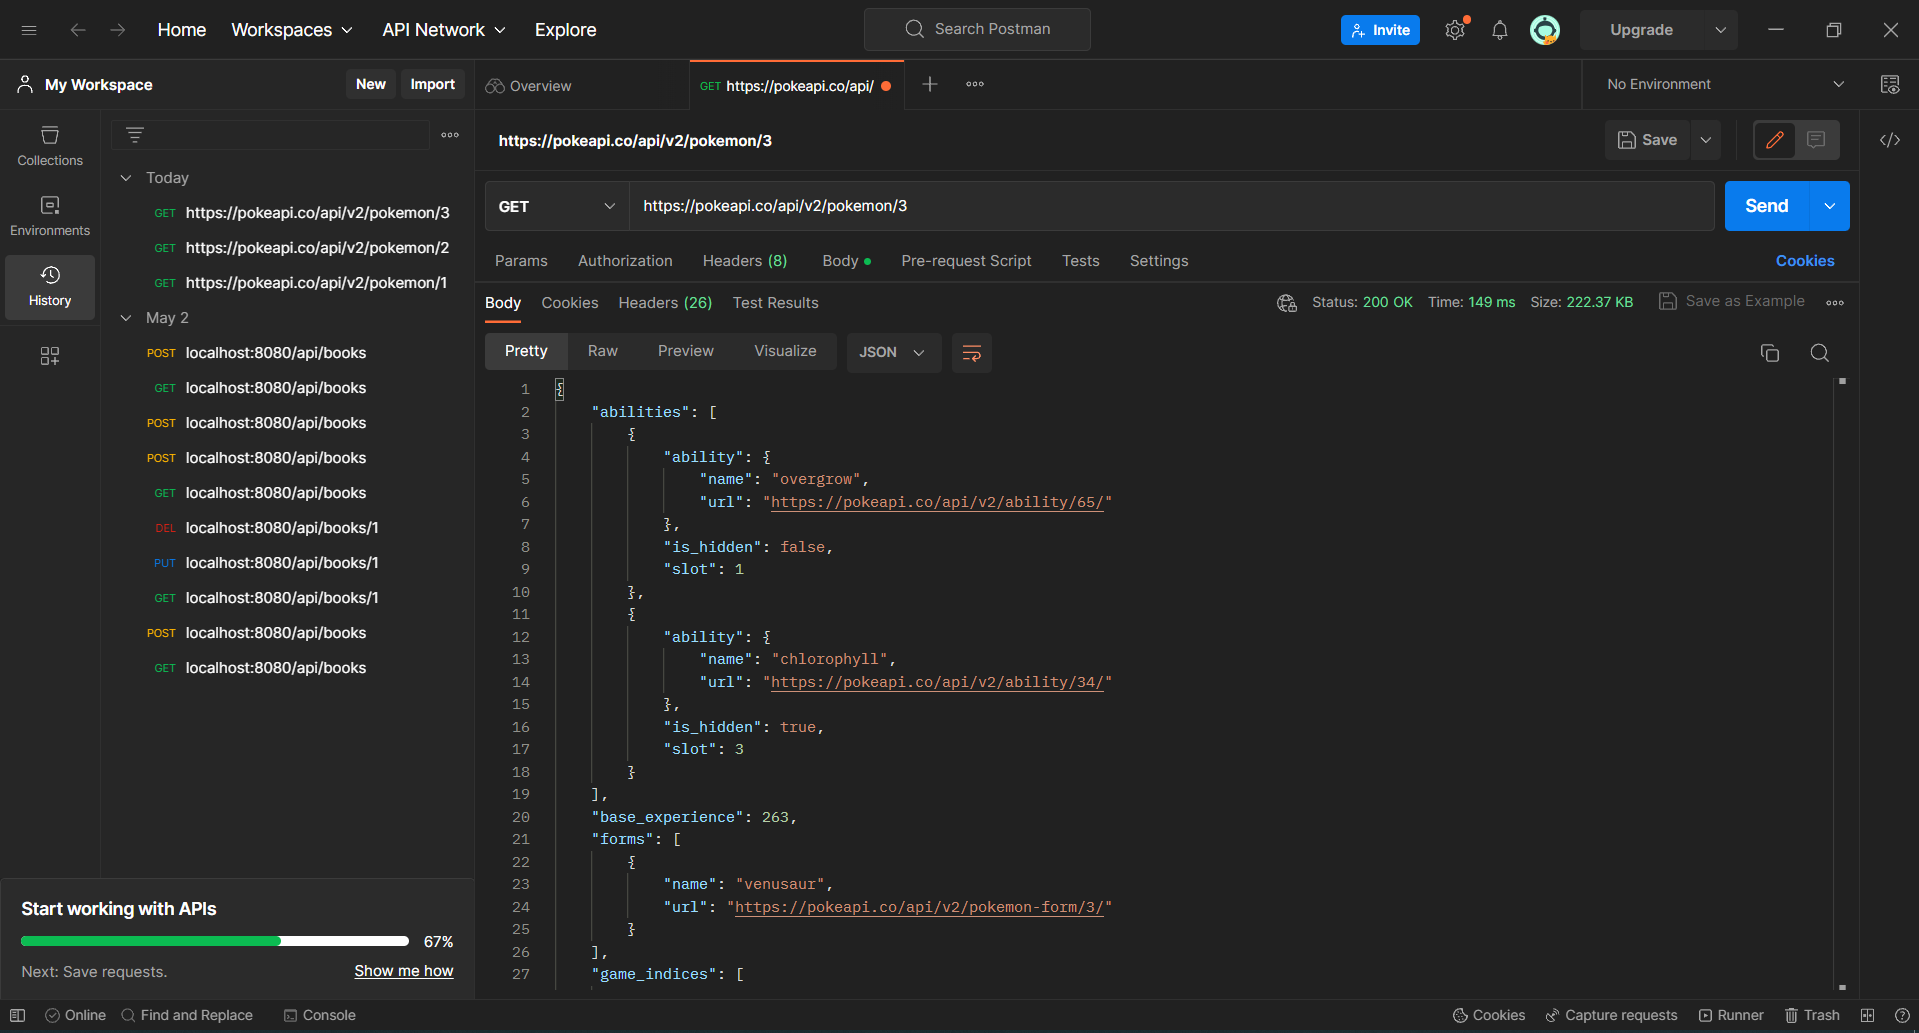 Home Workspaces API Network Explore Search Postman Invite Upgrade
My Workspace New Import
Overview GET https://pokeapi.co/api/ No Environment
Collections
Environments
History
Today
GET https://pokeapi.co/api/v2/pokemon/3
GET https://pokeapi.co/api/v2/pokemon/2
GET https://pokeapi.co/api/v2/pokemon/1
May 2
POST localhost:8080/api/books
GET localhost:8080/api/books
POST localhost:8080/api/books
POST localhost:8080/api/books
GET localhost:8080/api/books
DEL localhost:8080/api/books/1
PUT localhost:8080/api/books/1
GET localhost:8080/api/books/1
POST localhost:8080/api/books
GET localhost:8080/api/books
Start working with APIs
67%
Next: Save requests. Show me how
https://pokeapi.co/api/v2/pokemon/3 Save
GET https://pokeapi.co/api/v2/pokemon/3 Send
Params Authorization Headers (8) Body Pre-request Script Tests Settings Cookies
Body Cookies Headers (26) Test Results Status: 200 OK Time: 149 ms Size: 222.37 KB Save as Example
Pretty Raw Preview Visualize JSON
1 {
2 "abilities": [
3 {
4 "ability": {
5 "name": "overgrow",
6 "url": "https://pokeapi.co/api/v2/ability/65/"
7 },
8 "is_hidden": false,
9 "slot": 1
10 },
11 {
12 "ability": {
13 "name": "chlorophyll",
14 "url": "https://pokeapi.co/api/v2/ability/34/"
15 },
16 "is_hidden": true,
17 "slot": 3
18 }
19 ],
20 "base_experience": 263,
21 "forms": [
22 {
23 "name": "venusaur",
24 "url": "https://pokeapi.co/api/v2/pokemon-form/3/"
25 }
26 ],
27 "game_indices": [
Online Find and Replace Console Cookies Capture requests Runner Trash